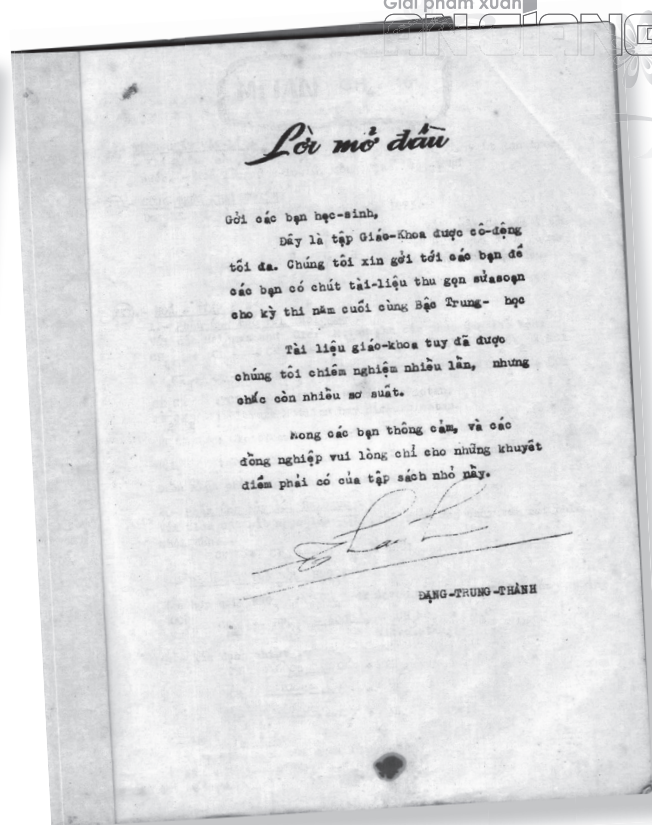 Giai phẩm xuân
AN GIANG
Lời mở đầu
Gởi các bạn học-sinh,
Đây là tập Giáo-Khoa được cô-động
tối đa. Chúng tôi xin gởi tới các bạn để
các bạn có chút tài-liệu thu gọn sửasoạn
cho kỳ thi năm cuối cùng Bậc Trung- học
Tài liệu giáo-khoa tuy đã được
chúng tôi chiêm nghiệm nhiều lần, nhưng
chắc còn nhiều sơ suất.
Mong các bạn thông cảm, và các
đồng nghiệp vui lòng chỉ cho những khuyết
điểm phải có của tập sách nhỏ nầy.
ĐẶNG-TRUNG-THÀNH